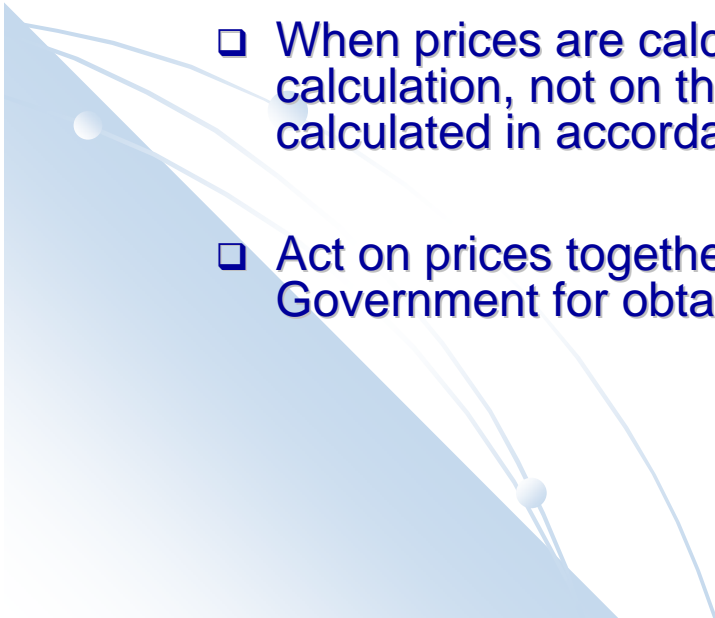 ❑ When prices are calc
calculation, not on th
calculated in accorda
❑ Act on prices togethe
Government for obta